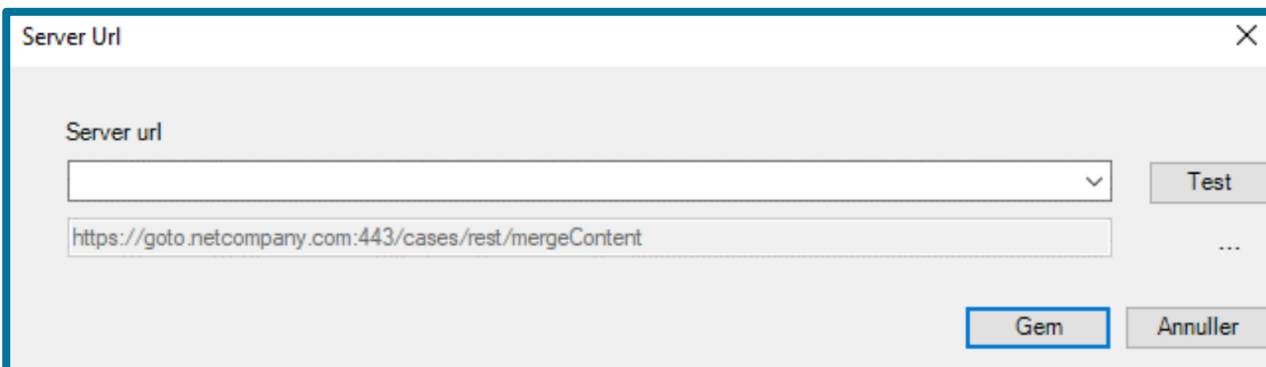 Server Url
Server url
Test
https://goto.netcompany.com:443/cases/rest/mergeContent
...
Gem Annuller